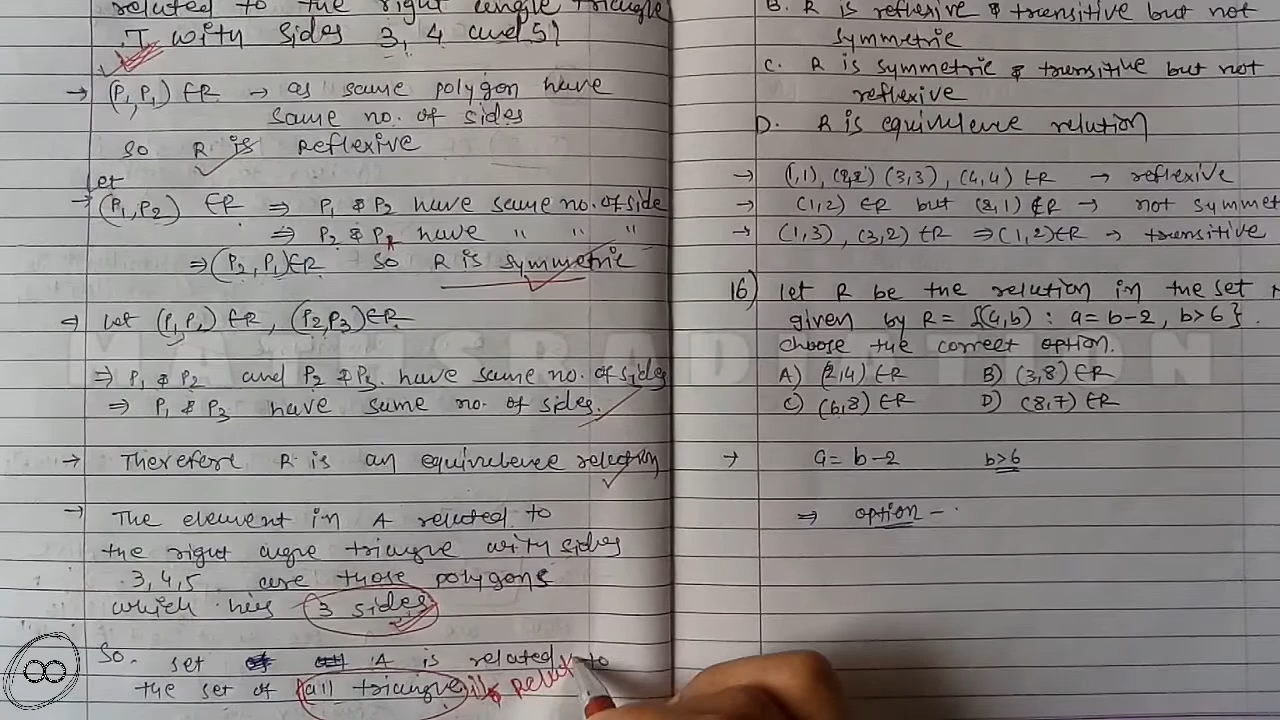 related to the right angle triangle
T with sides 3, 4 and 5?
→ (P1, P1) ∈R → as same polygon have
same no. of sides
so R is Reflexive
let
→ (P1, P2) ∈R ⇒ P1 & P2 have same no. of side
⇒ P2 & P1 have " " "
⇒ (P2, P1)∈R so R is symmetric
⇒ Let (P1, P2) ∈R, (P2, P3)∈R.
⇒ P1 & P2 and P2 & P3 have same no. of sides
⇒ P1 & P3 have same no. of sides.
→ Therefore R is an equivalence relation
→ The element in A related to
the right angle triangle with sides
3, 4, 5 are those polygons
which has 3 sides
So. set A is related to
the set of all triangle is Relat
B. R is reflexive & transitive but not
symmetric
C. R is symmetric & transitive but not
reflexive
D. R is equivalence relation
→ (1,1), (2,2) (3,3), (4,4) ∈R → reflexive
→ (1,2) ∈R but (2,1) ∉R → not symmet
→ (1,3), (3,2) ∈R ⇒ (1,2)∈R → transitive
16) Let R be the relation in the set
given by R = {(a,b) : a = b-2, b>6}.
choose the correct option.
A) (2,4) ∈R B) (3,8) ∈R
C) (6,8) ∈R D) (8,7) ∈R
→ a = b-2 b>6
⇒ option -
MATHS RADIATION